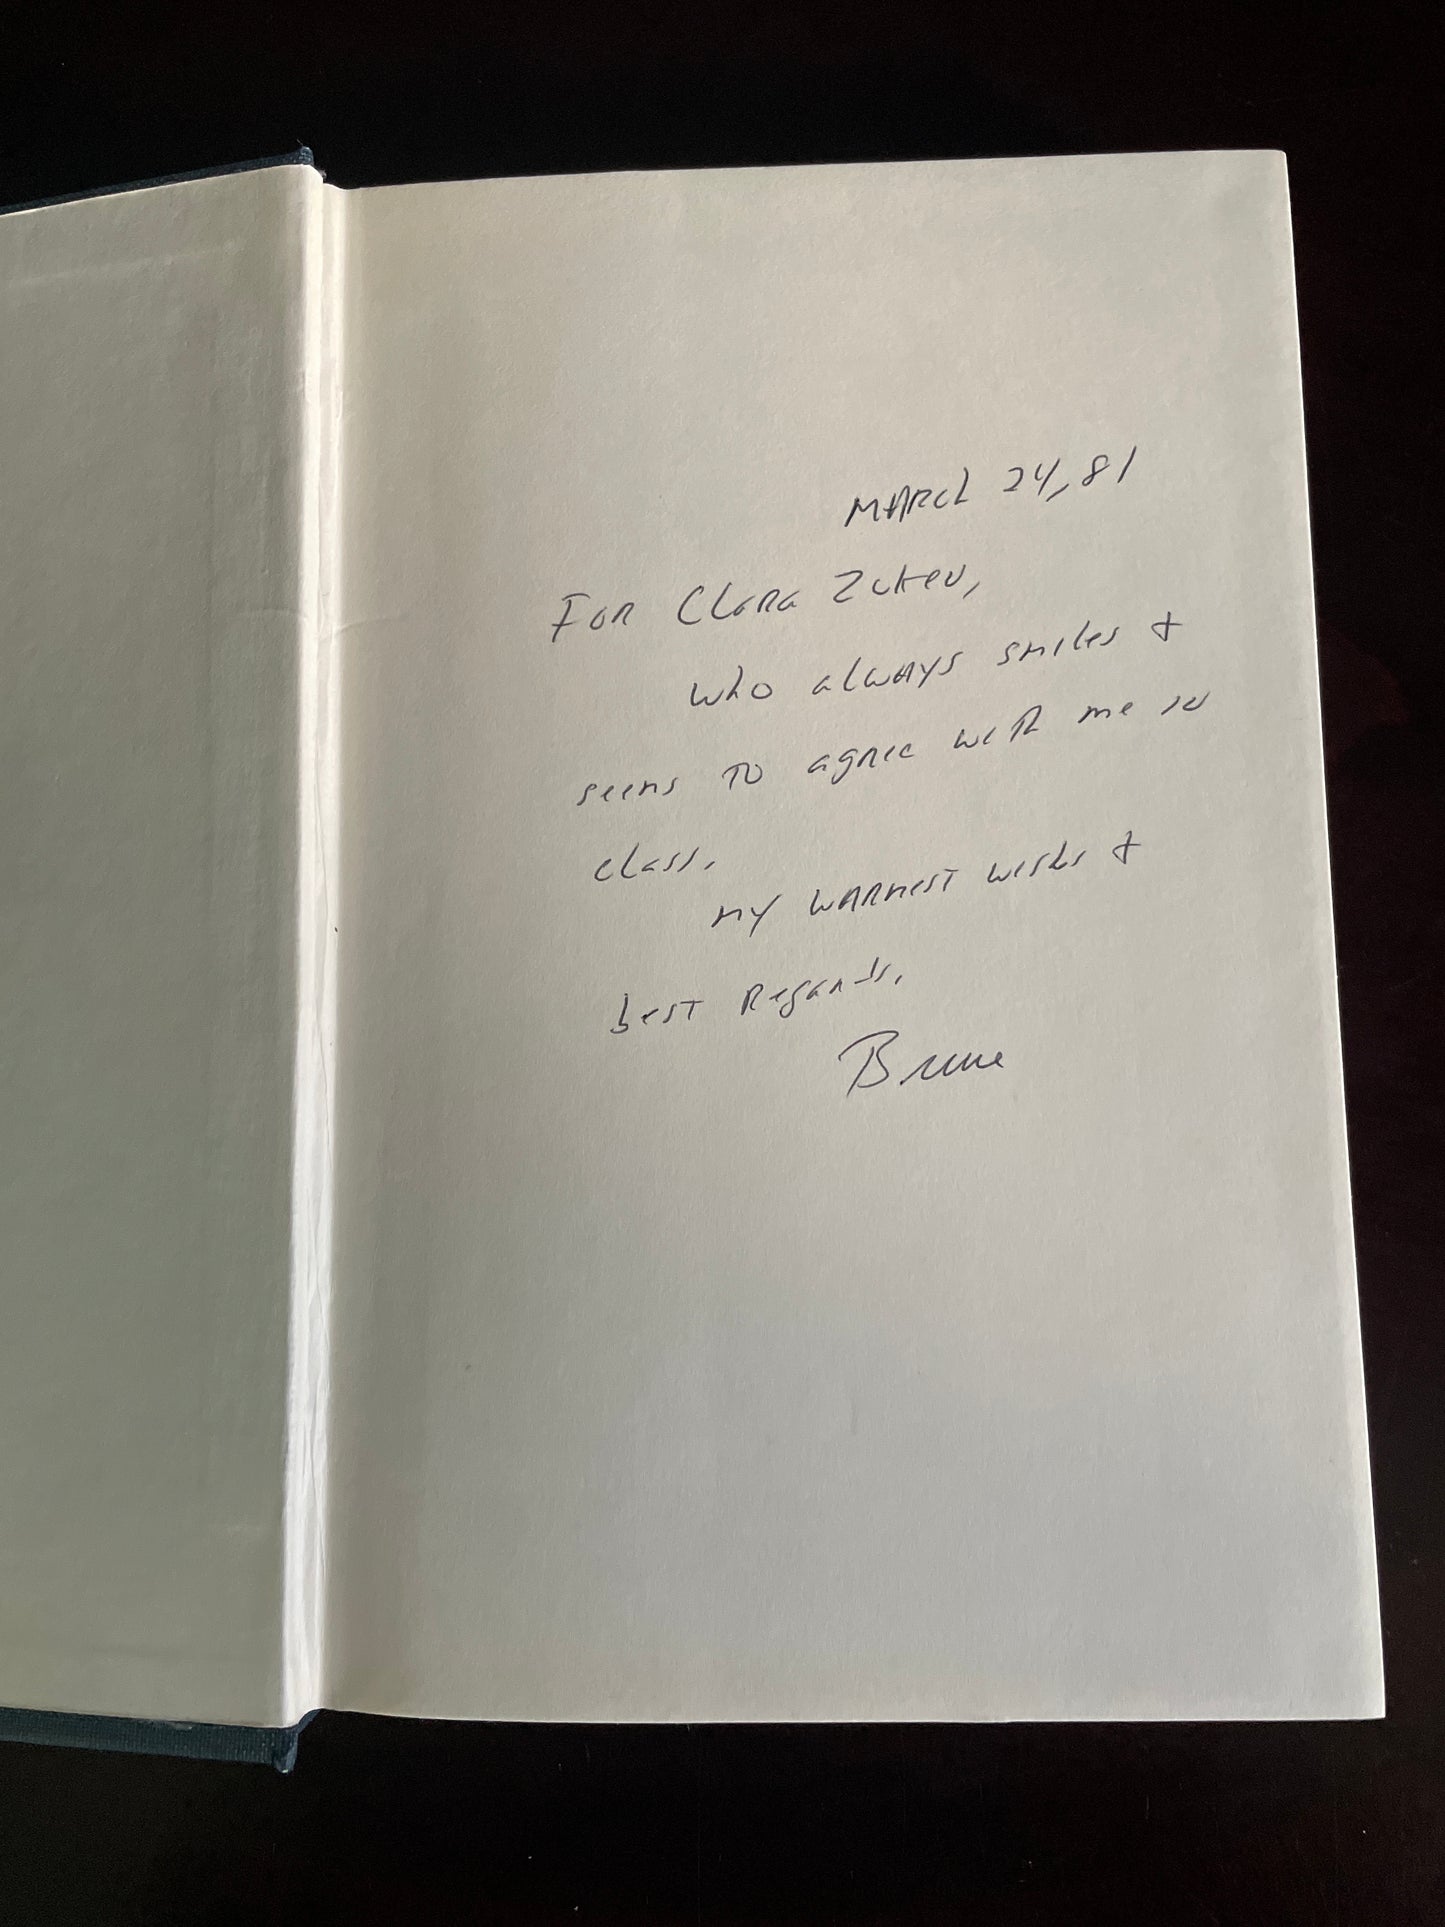 March 24, 81
For Clara
who always smiles &
seems to agree with me in
class.
my warmest wishes &
best Regards,
Bruce